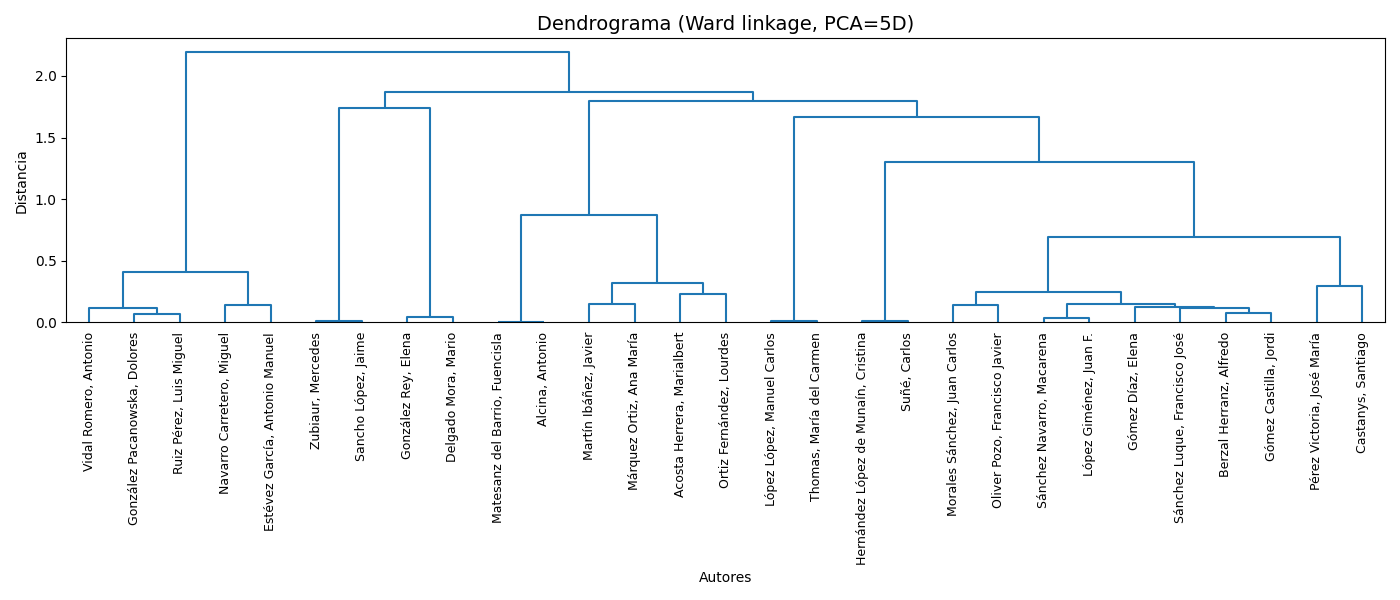 Dendrograma (Ward linkage, PCA=5D)
Distancia
2.0
1.5
1.0
0.5
0.0
Vidal Romero, Antonio
González Pacanowska, Dolores
Ruiz Pérez, Luis Miguel
Navarro Carretero, Miguel
Estévez García, Antonio Manuel
Zubiaur, Mercedes
Sancho López, Jaime
González Rey, Elena
Delgado Mora, Mario
Matesanz del Barrio, Fuencisla
Alcina, Antonio
Martín Ibáñez, Javier
Márquez Ortiz, Ana María
Acosta Herrera, Marialbert
Ortiz Fernández, Lourdes
López López, Manuel Carlos
Thomas, María del Carmen
Hernández López de Munaín, Cristina
Suñé, Carlos
Morales Sánchez, Juan Carlos
Oliver Pozo, Francisco Javier
Sánchez Navarro, Macarena
López Giménez, Juan F.
Gómez Díaz, Elena
Sánchez Luque, Francisco José
Berzal Herranz, Alfredo
Gómez Castilla, Jordi
Pérez Victoria, José María
Castanys, Santiago
Autores